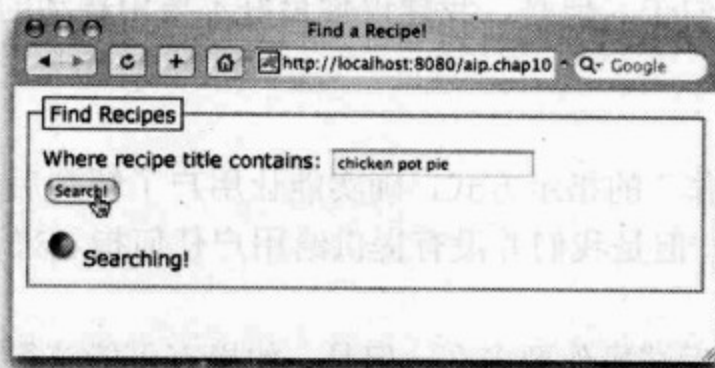 Find a Recipe!
http://localhost:8080/aip.chap10
Google
Find Recipes
Where recipe title contains: chicken pot pie
Search!
Searching!